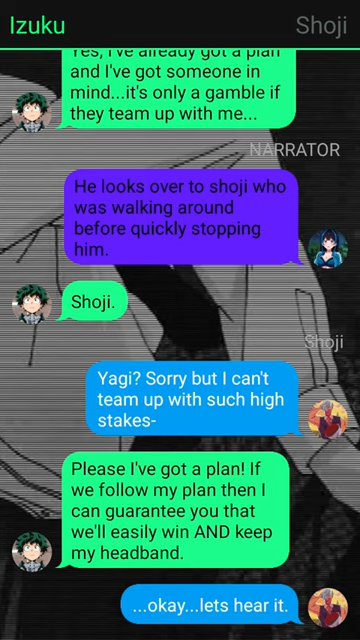 Izuku
Shoji
Yes, I've already got a plan
and I've got someone in
mind...it's only a gamble if
they team up with me...
NARRATOR
He looks over to shoji who
was walking around
before quickly stopping
him.
Shoji.
Shoji
Yagi? Sorry but I can't
team up with such high
stakes-
Please I've got a plan! If
we follow my plan then I
can guarantee you that
we'll easily win AND keep
my headband.
...okay...lets hear it.